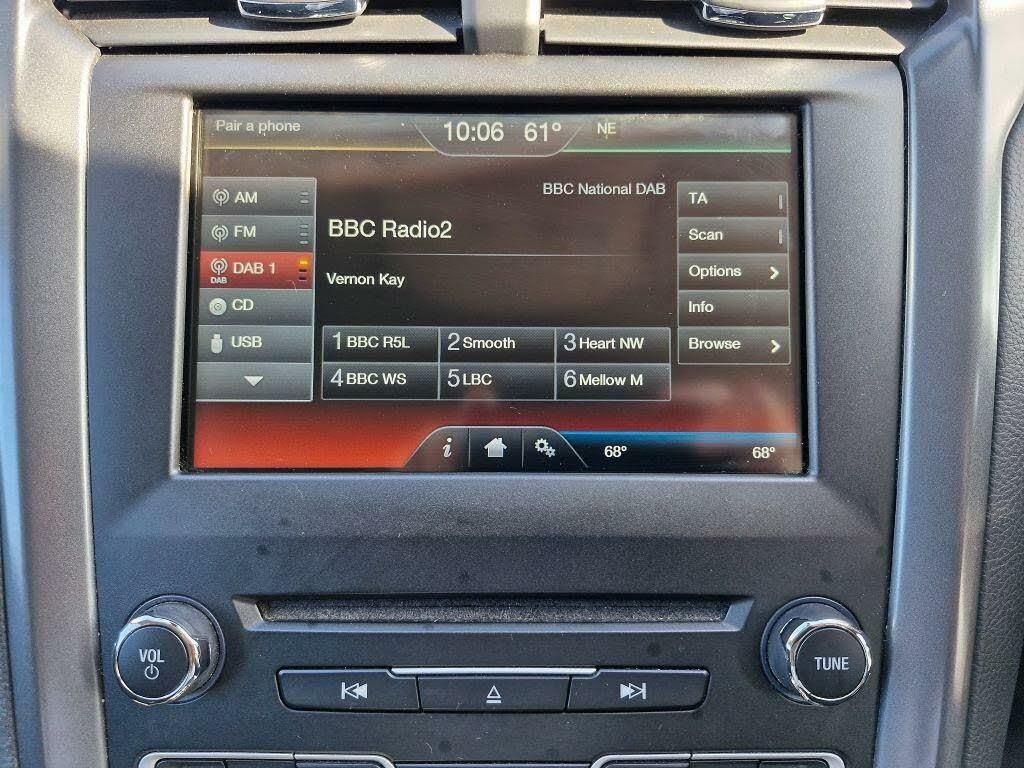 Pair a phone
10:06 61° NE
BBC National DAB
AM
FM
DAB 1
DAB
CD
USB
BBC Radio2
Vernon Kay
1 BBC R5L 2 Smooth 3 Heart NW
4 BBC WS 5 LBC 6 Mellow M
TA
Scan
Options
Info
Browse
i
68° 68°
VOL
TUNE